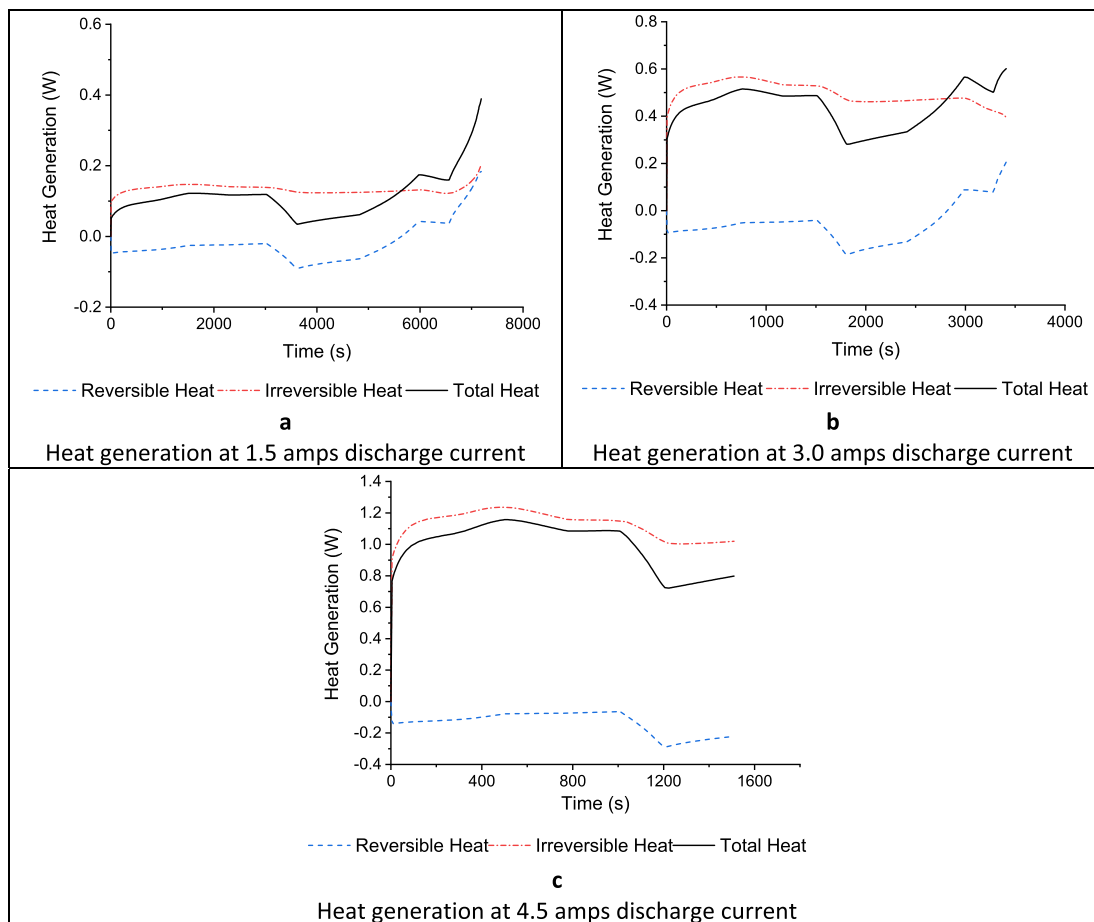 0.6
0.4
0.2
0.0
-0.2
Heat Generation (W)
0
2000
4000
6000
8000
Time (s)
Reversible Heat
Irreversible Heat
Total Heat
a
Heat generation at 1.5 amps discharge current
0.8
0.6
0.4
0.2
0.0
-0.2
-0.4
Heat Generation (W)
0
1000
2000
3000
4000
Time (s)
Reversible Heat
Irreversible Heat
Total Heat
b
Heat generation at 3.0 amps discharge current
1.4
1.2
1.0
0.8
0.6
0.4
0.2
0.0
-0.2
-0.4
Heat Generation (W)
0
400
800
1200
1600
Time (s)
Reversible Heat
Irreversible Heat
Total Heat
c
Heat generation at 4.5 amps discharge current